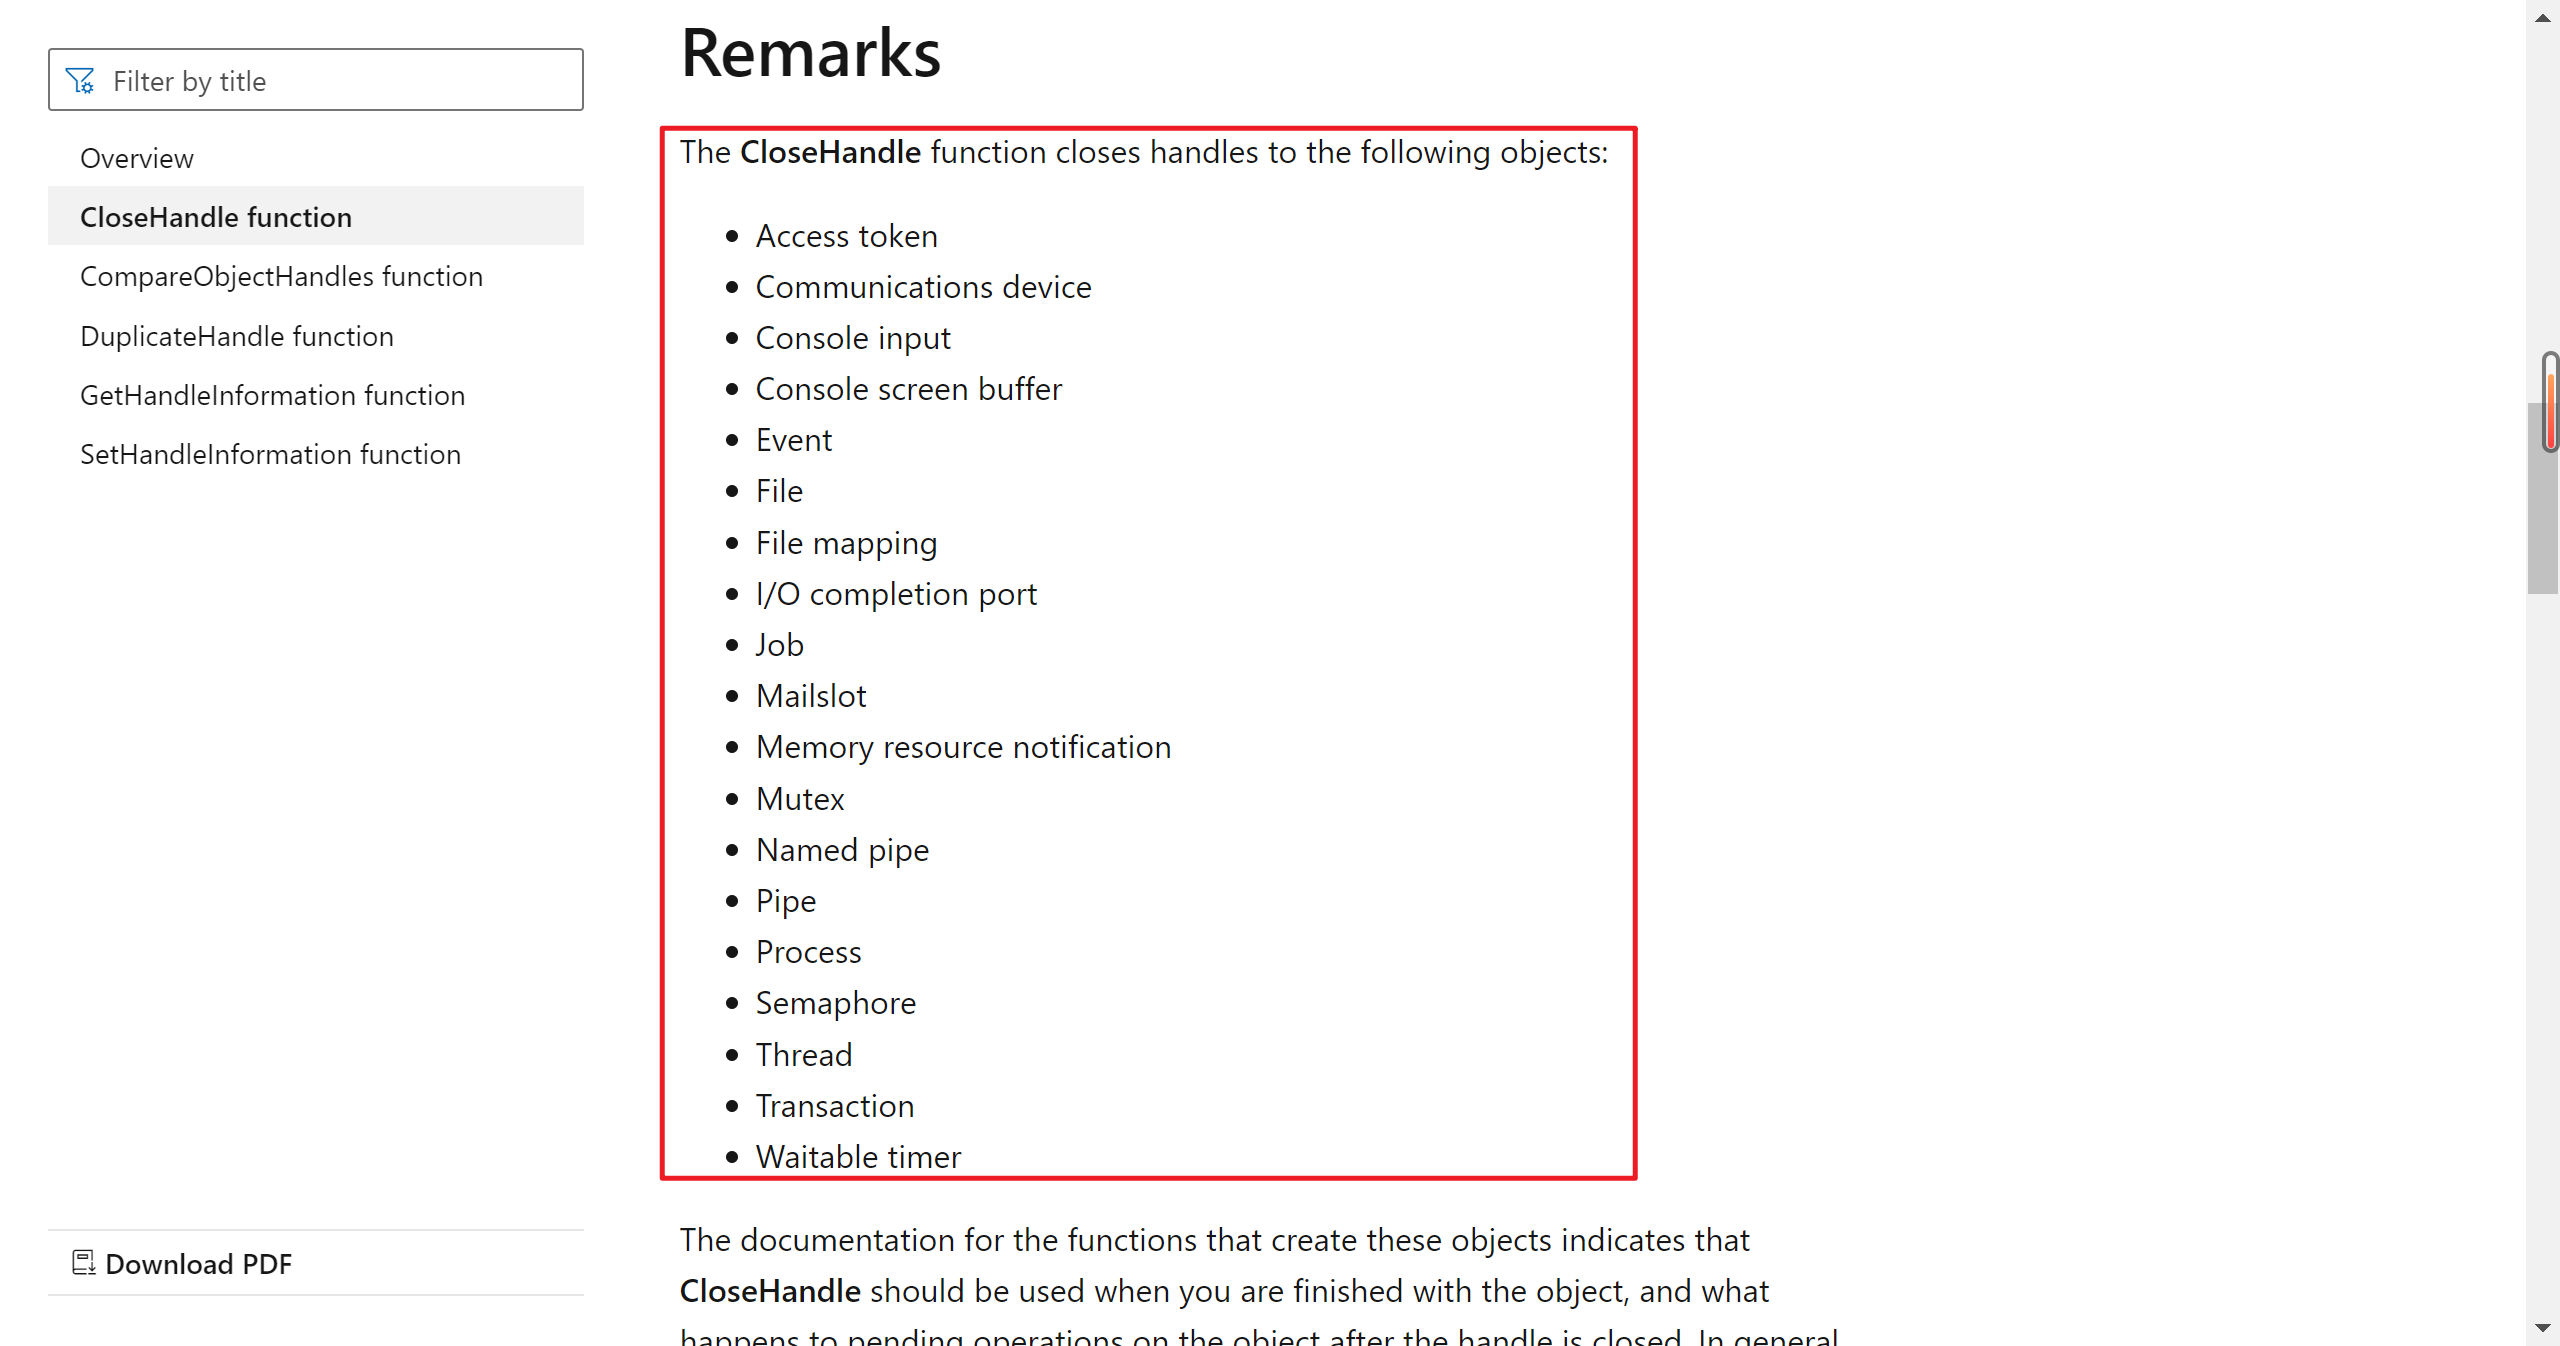 Filter by title
Overview
CloseHandle function
CompareObjectHandles function
DuplicateHandle function
GetHandleInformation function
SetHandleInformation function
Download PDF
Remarks
The CloseHandle function closes handles to the following objects:
Access token
Communications device
Console input
Console screen buffer
Event
File
File mapping
I/O completion port
Job
Mailslot
Memory resource notification
Mutex
Named pipe
Pipe
Process
Semaphore
Thread
Transaction
Waitable timer
The documentation for the functions that create these objects indicates that
CloseHandle should be used when you are finished with the object, and what
happens to pending operations on the object after the handle is closed. In general